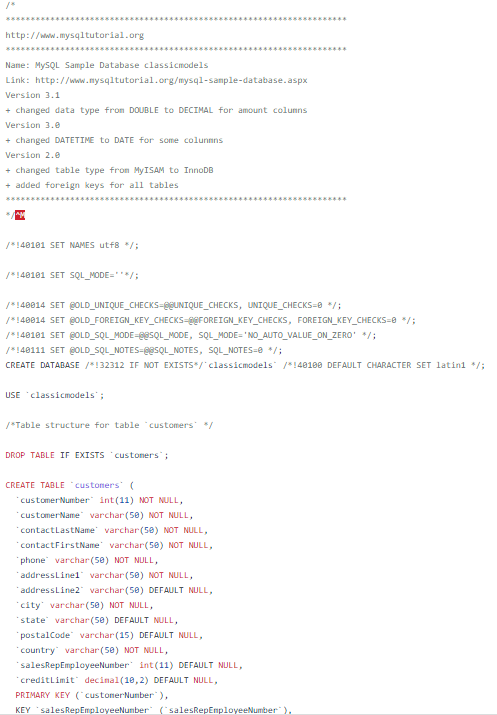 /*
*********************************************************************
http://www.mysqltutorial.org
*********************************************************************
Name: MySQL Sample Database classicmodels
Link: http://www.mysqltutorial.org/mysql-sample-database.aspx
Version 3.1
+ changed data type from DOUBLE to DECIMAL for amount columns
Version 3.0
+ changed DATETIME to DATE for some colunmns
Version 2.0
+ changed table type from MyISAM to InnoDB
+ added foreign keys for all tables
*********************************************************************
*/^M
/*!40101 SET NAMES utf8 */;
/*!40101 SET SQL_MODE=''*/;
/*!40014 SET @OLD_UNIQUE_CHECKS=@@UNIQUE_CHECKS, UNIQUE_CHECKS=0 */;
/*!40014 SET @OLD_FOREIGN_KEY_CHECKS=@@FOREIGN_KEY_CHECKS, FOREIGN_KEY_CHECKS=0 */;
/*!40101 SET @OLD_SQL_MODE=@@SQL_MODE, SQL_MODE='NO_AUTO_VALUE_ON_ZERO' */;
/*!40111 SET @OLD_SQL_NOTES=@@SQL_NOTES, SQL_NOTES=0 */;
CREATE DATABASE /*!32312 IF NOT EXISTS*/`classicmodels` /*!40100 DEFAULT CHARACTER SET latin1 */;
USE `classicmodels`;
/*Table structure for table `customers` */
DROP TABLE IF EXISTS `customers`;
CREATE TABLE `customers` (
`customerNumber` int(11) NOT NULL,
`customerName` varchar(50) NOT NULL,
`contactLastName` varchar(50) NOT NULL,
`contactFirstName` varchar(50) NOT NULL,
`phone` varchar(50) NOT NULL,
`addressLine1` varchar(50) NOT NULL,
`addressLine2` varchar(50) DEFAULT NULL,
`city` varchar(50) NOT NULL,
`state` varchar(50) DEFAULT NULL,
`postalCode` varchar(15) DEFAULT NULL,
`country` varchar(50) NOT NULL,
`salesRepEmployeeNumber` int(11) DEFAULT NULL,
`creditLimit` decimal(10,2) DEFAULT NULL,
PRIMARY KEY (`customerNumber`),
KEY `salesRepEmployeeNumber` (`salesRepEmployeeNumber`),